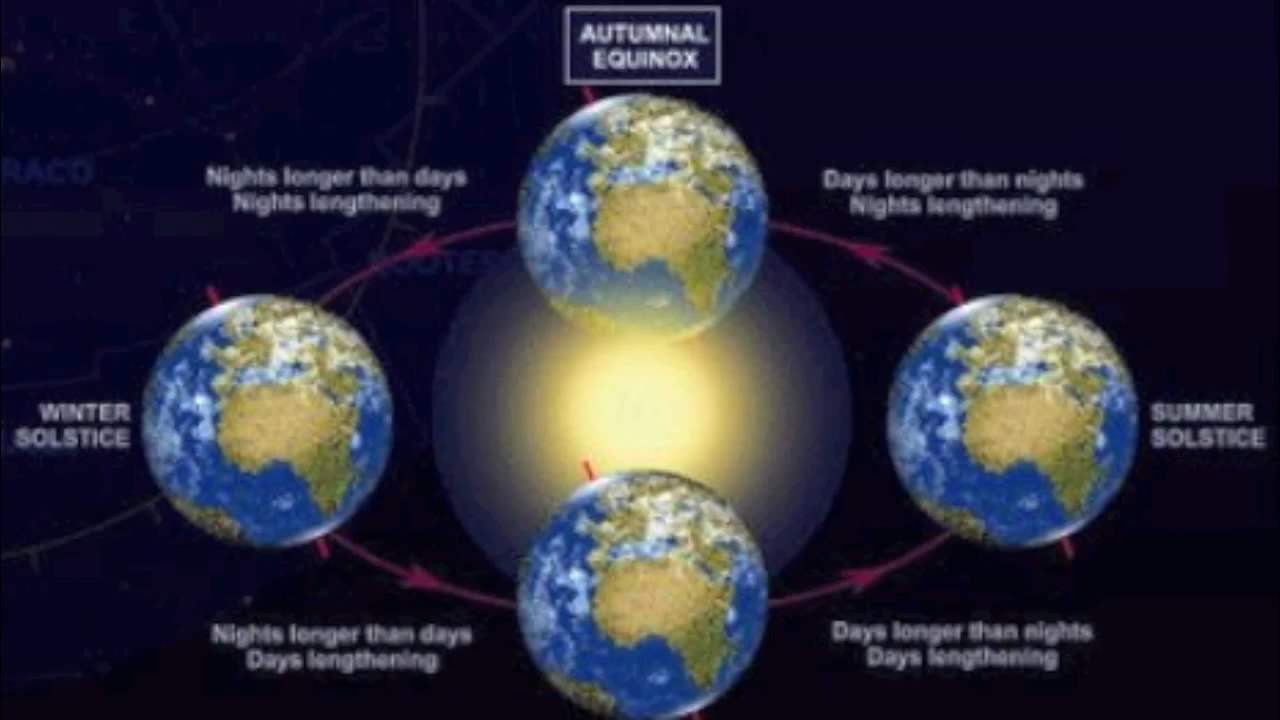 AUTUMNAL
EQUINOX
Nights longer than days
Nights lengthening
Days longer than nights
Nights lengthening
RACO
WINTER
SOLSTICE
SUMMER
SOLSTICE
Nights longer than days
Days lengthening
Days longer than nights
Days lengthening